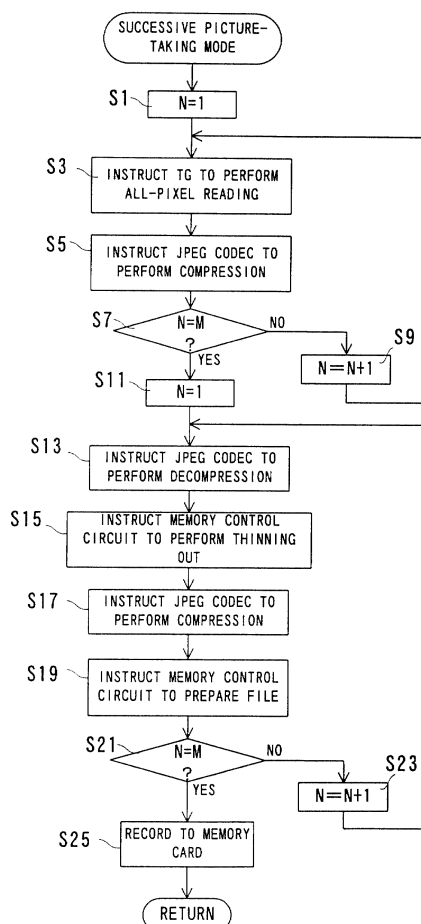 SUCCESSIVE PICTURE-
TAKING MODE
S1
N=1
S3
INSTRUCT TG TO PERFORM
ALL-PIXEL READING
S5
INSTRUCT JPEG CODEC TO
PERFORM COMPRESSION
S7
N=M
?
NO
YES
S9
N=N+1
S11
N=1
S13
INSTRUCT JPEG CODEC TO
PERFORM DECOMPRESSION
S15
INSTRUCT MEMORY CONTROL
CIRCUIT TO PERFORM THINNING
OUT
S17
INSTRUCT JPEG CODEC TO
PERFORM COMPRESSION
S19
INSTRUCT MEMORY CONTROL
CIRCUIT TO PREPARE FILE
S21
N=M
?
NO
YES
S23
N=N+1
S25
RECORD TO MEMORY
CARD
RETURN